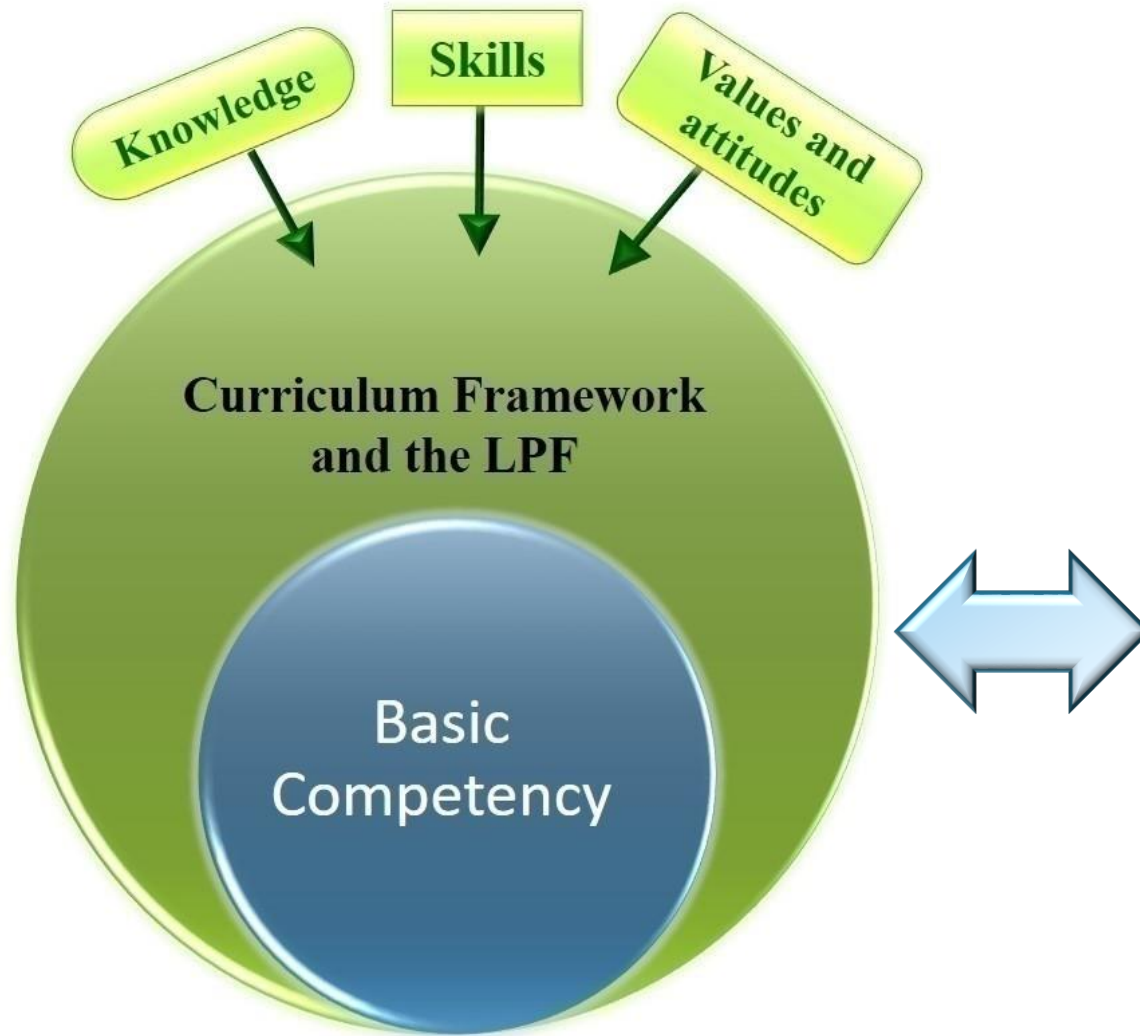 Knowledge
Skills
Values and
attitudes
Curriculum Framework
and the LPF
Basic
Competency